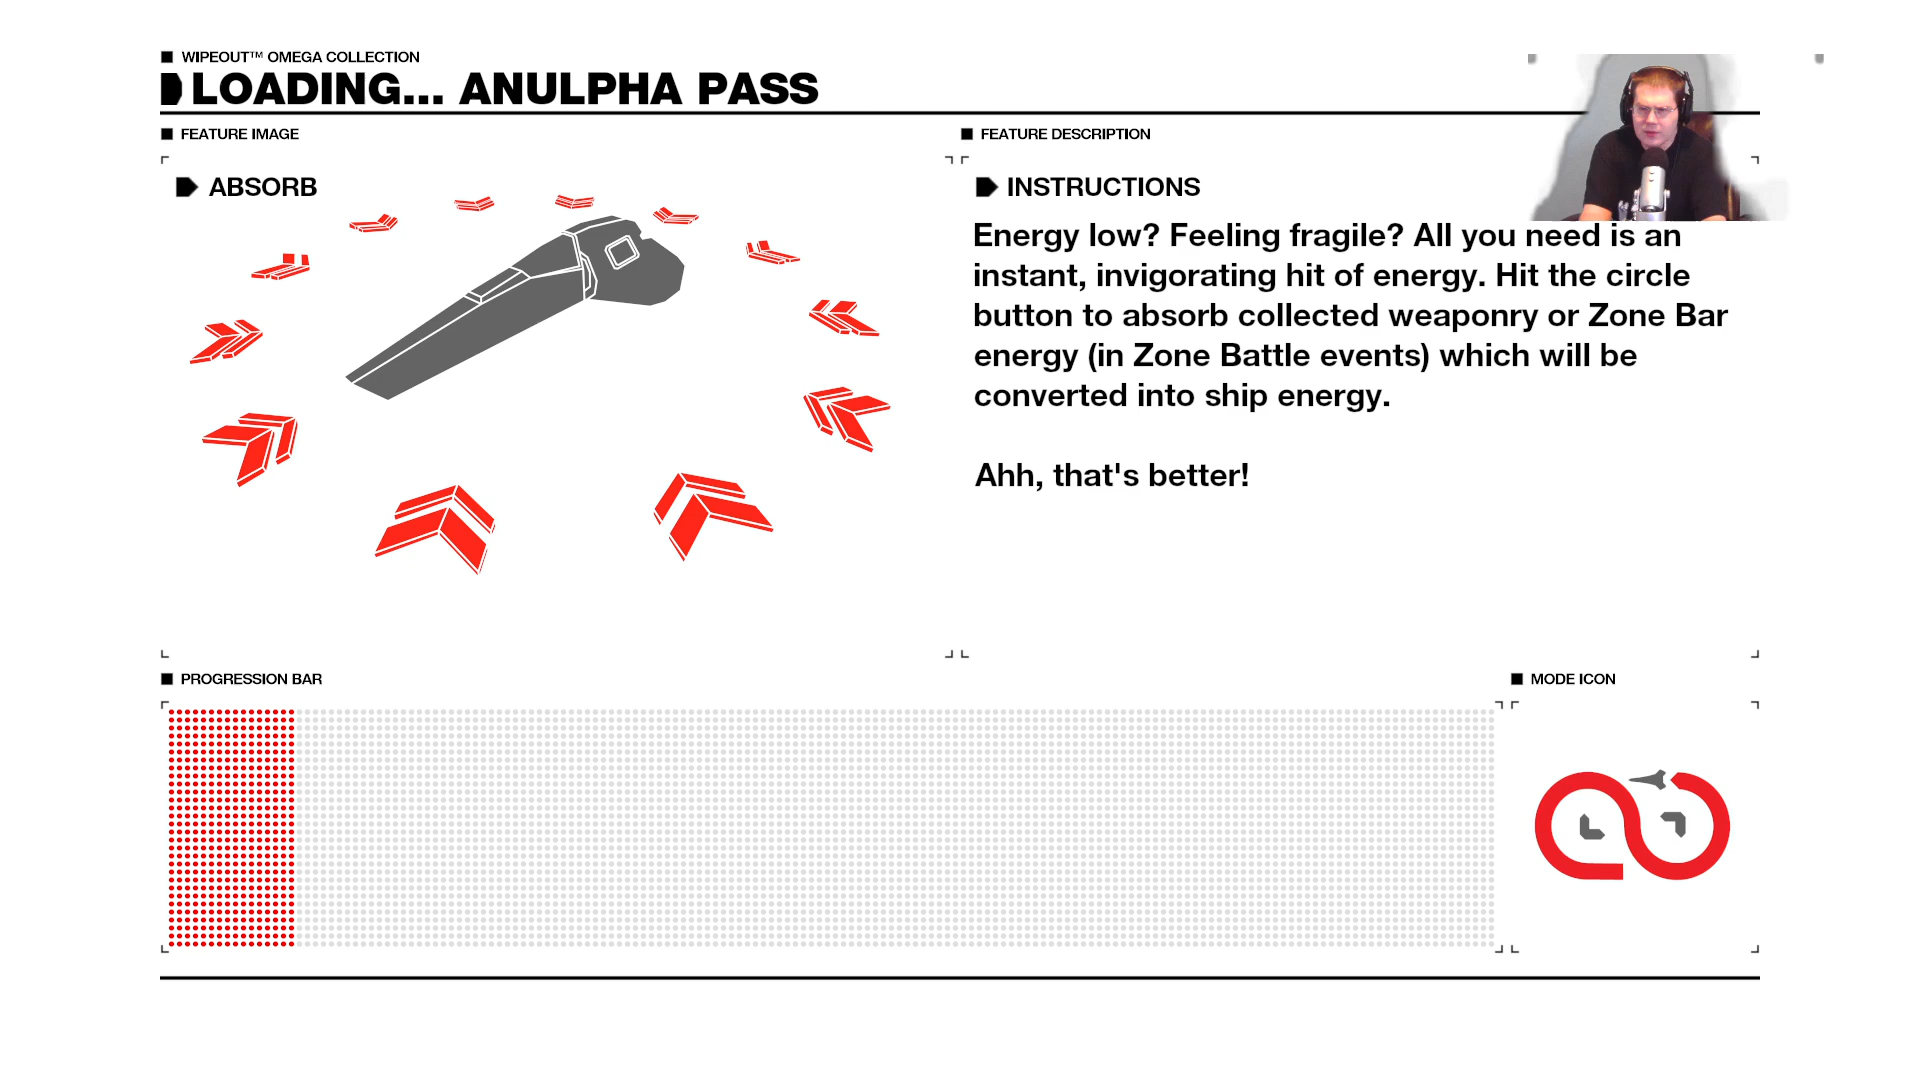 WIPEOUT™ OMEGA COLLECTION
LOADING... ANULPHA PASS
FEATURE IMAGE
ABSORB
FEATURE DESCRIPTION
INSTRUCTIONS
Energy low? Feeling fragile? All you need is an
instant, invigorating hit of energy. Hit the circle
button to absorb collected weaponry or Zone Bar
energy (in Zone Battle events) which will be
converted into ship energy.
Ahh, that's better!
PROGRESSION BAR
MODE ICON